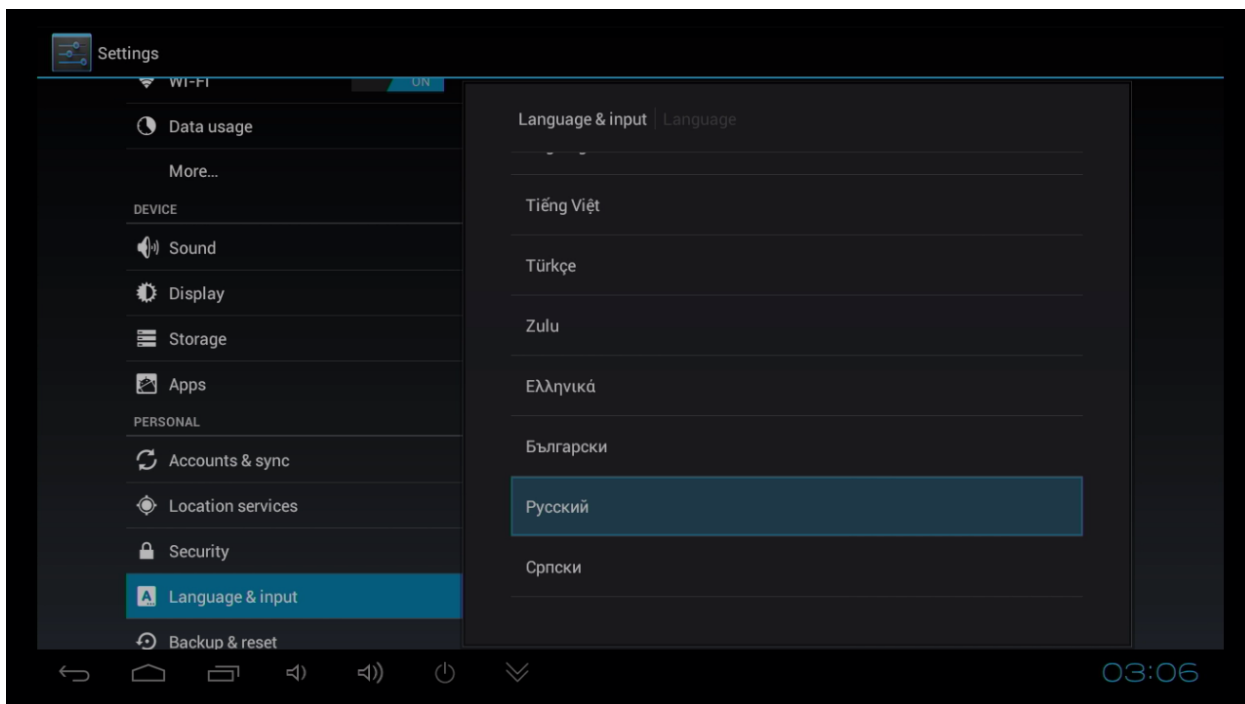 Settings
WI-FI ON
Data usage
More...
DEVICE
Sound
Display
Storage
Apps
PERSONAL
Accounts & sync
Location services
Security
Language & input
Backup & reset
Language & input Language
Tiếng Việt
Türkçe
Zulu
Ελληνικά
Български
Русский
Српски
03:06